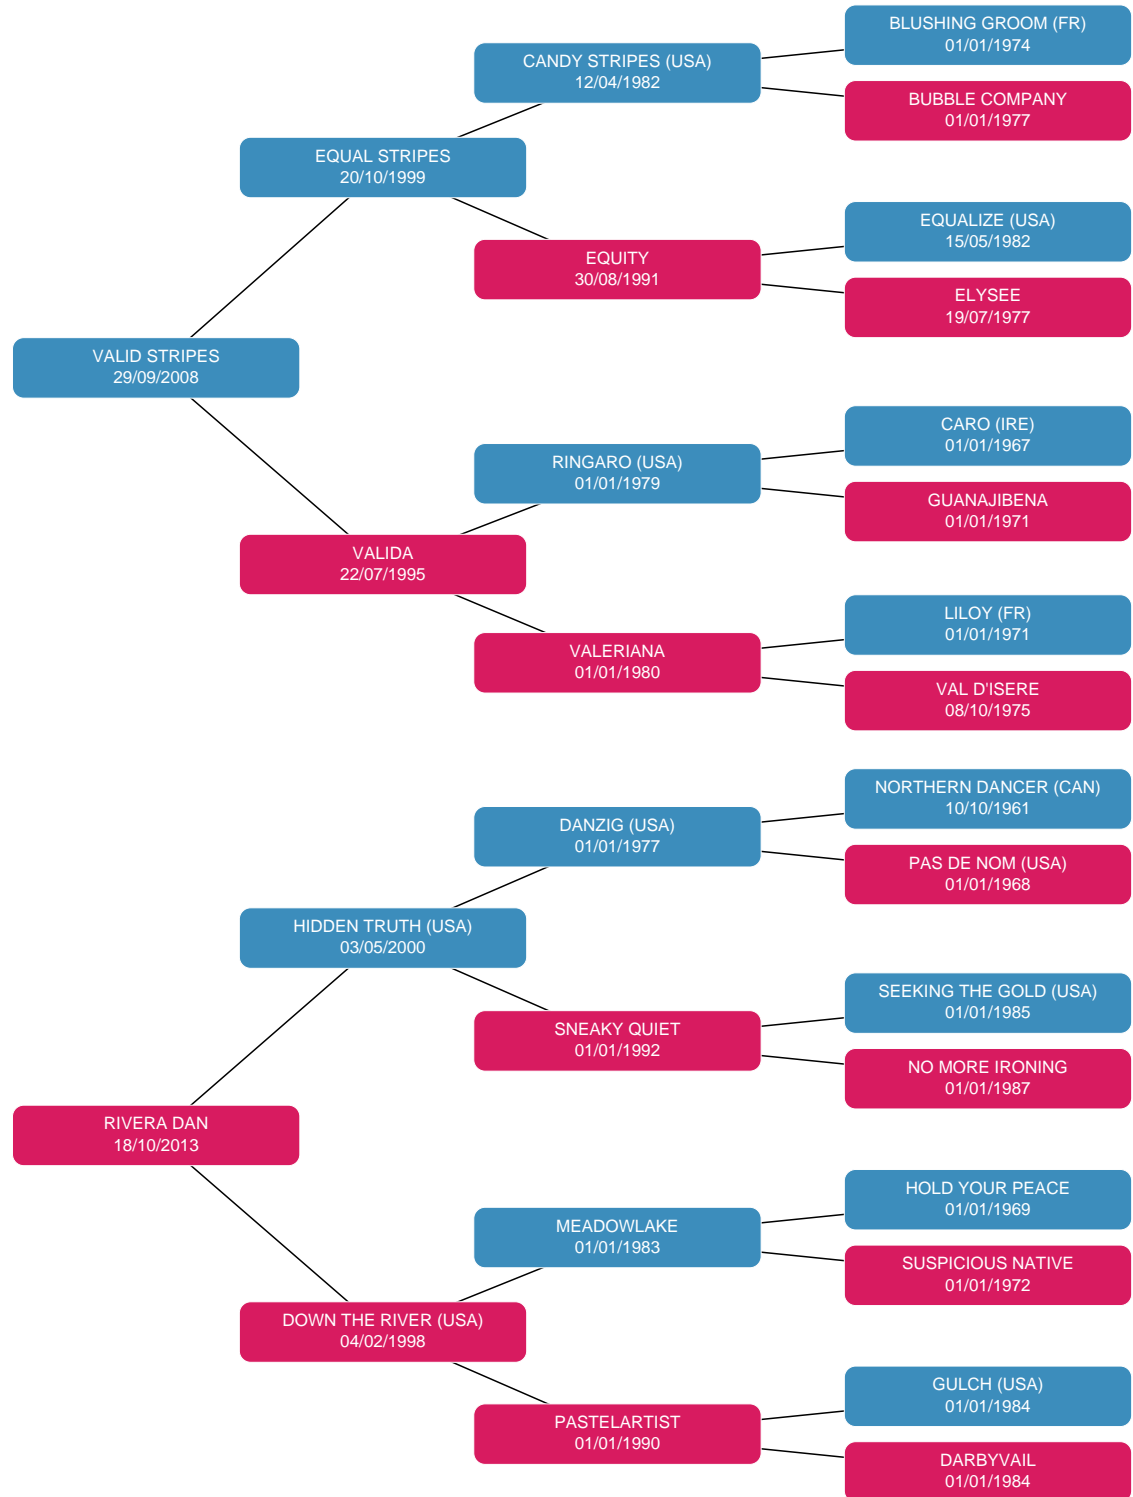 BLUSHING GROOM (FR)
01/01/1974
CANDY STRIPES (USA)
12/04/1982
BUBBLE COMPANY
01/01/1977
EQUAL STRIPES
20/10/1999
EQUALIZE (USA)
15/05/1982
EQUITY
30/08/1991
ELYSEE
19/07/1977
VALID STRIPES
29/09/2008
CARO (IRE)
01/01/1967
RINGARO (USA)
01/01/1979
GUANAJIBENA
01/01/1971
VALIDA
22/07/1995
LILOY (FR)
01/01/1971
VALERIANA
01/01/1980
VAL D'ISERE
08/10/1975
NORTHERN DANCER (CAN)
10/10/1961
DANZIG (USA)
01/01/1977
PAS DE NOM (USA)
01/01/1968
HIDDEN TRUTH (USA)
03/05/2000
SEEKING THE GOLD (USA)
01/01/1985
SNEAKY QUIET
01/01/1992
NO MORE IRONING
01/01/1987
RIVERA DAN
18/10/2013
HOLD YOUR PEACE
01/01/1969
MEADOWLAKE
01/01/1983
SUSPICIOUS NATIVE
01/01/1972
DOWN THE RIVER (USA)
04/02/1998
GULCH (USA)
01/01/1984
PASTELARTIST
01/01/1990
DARBYVAIL
01/01/1984